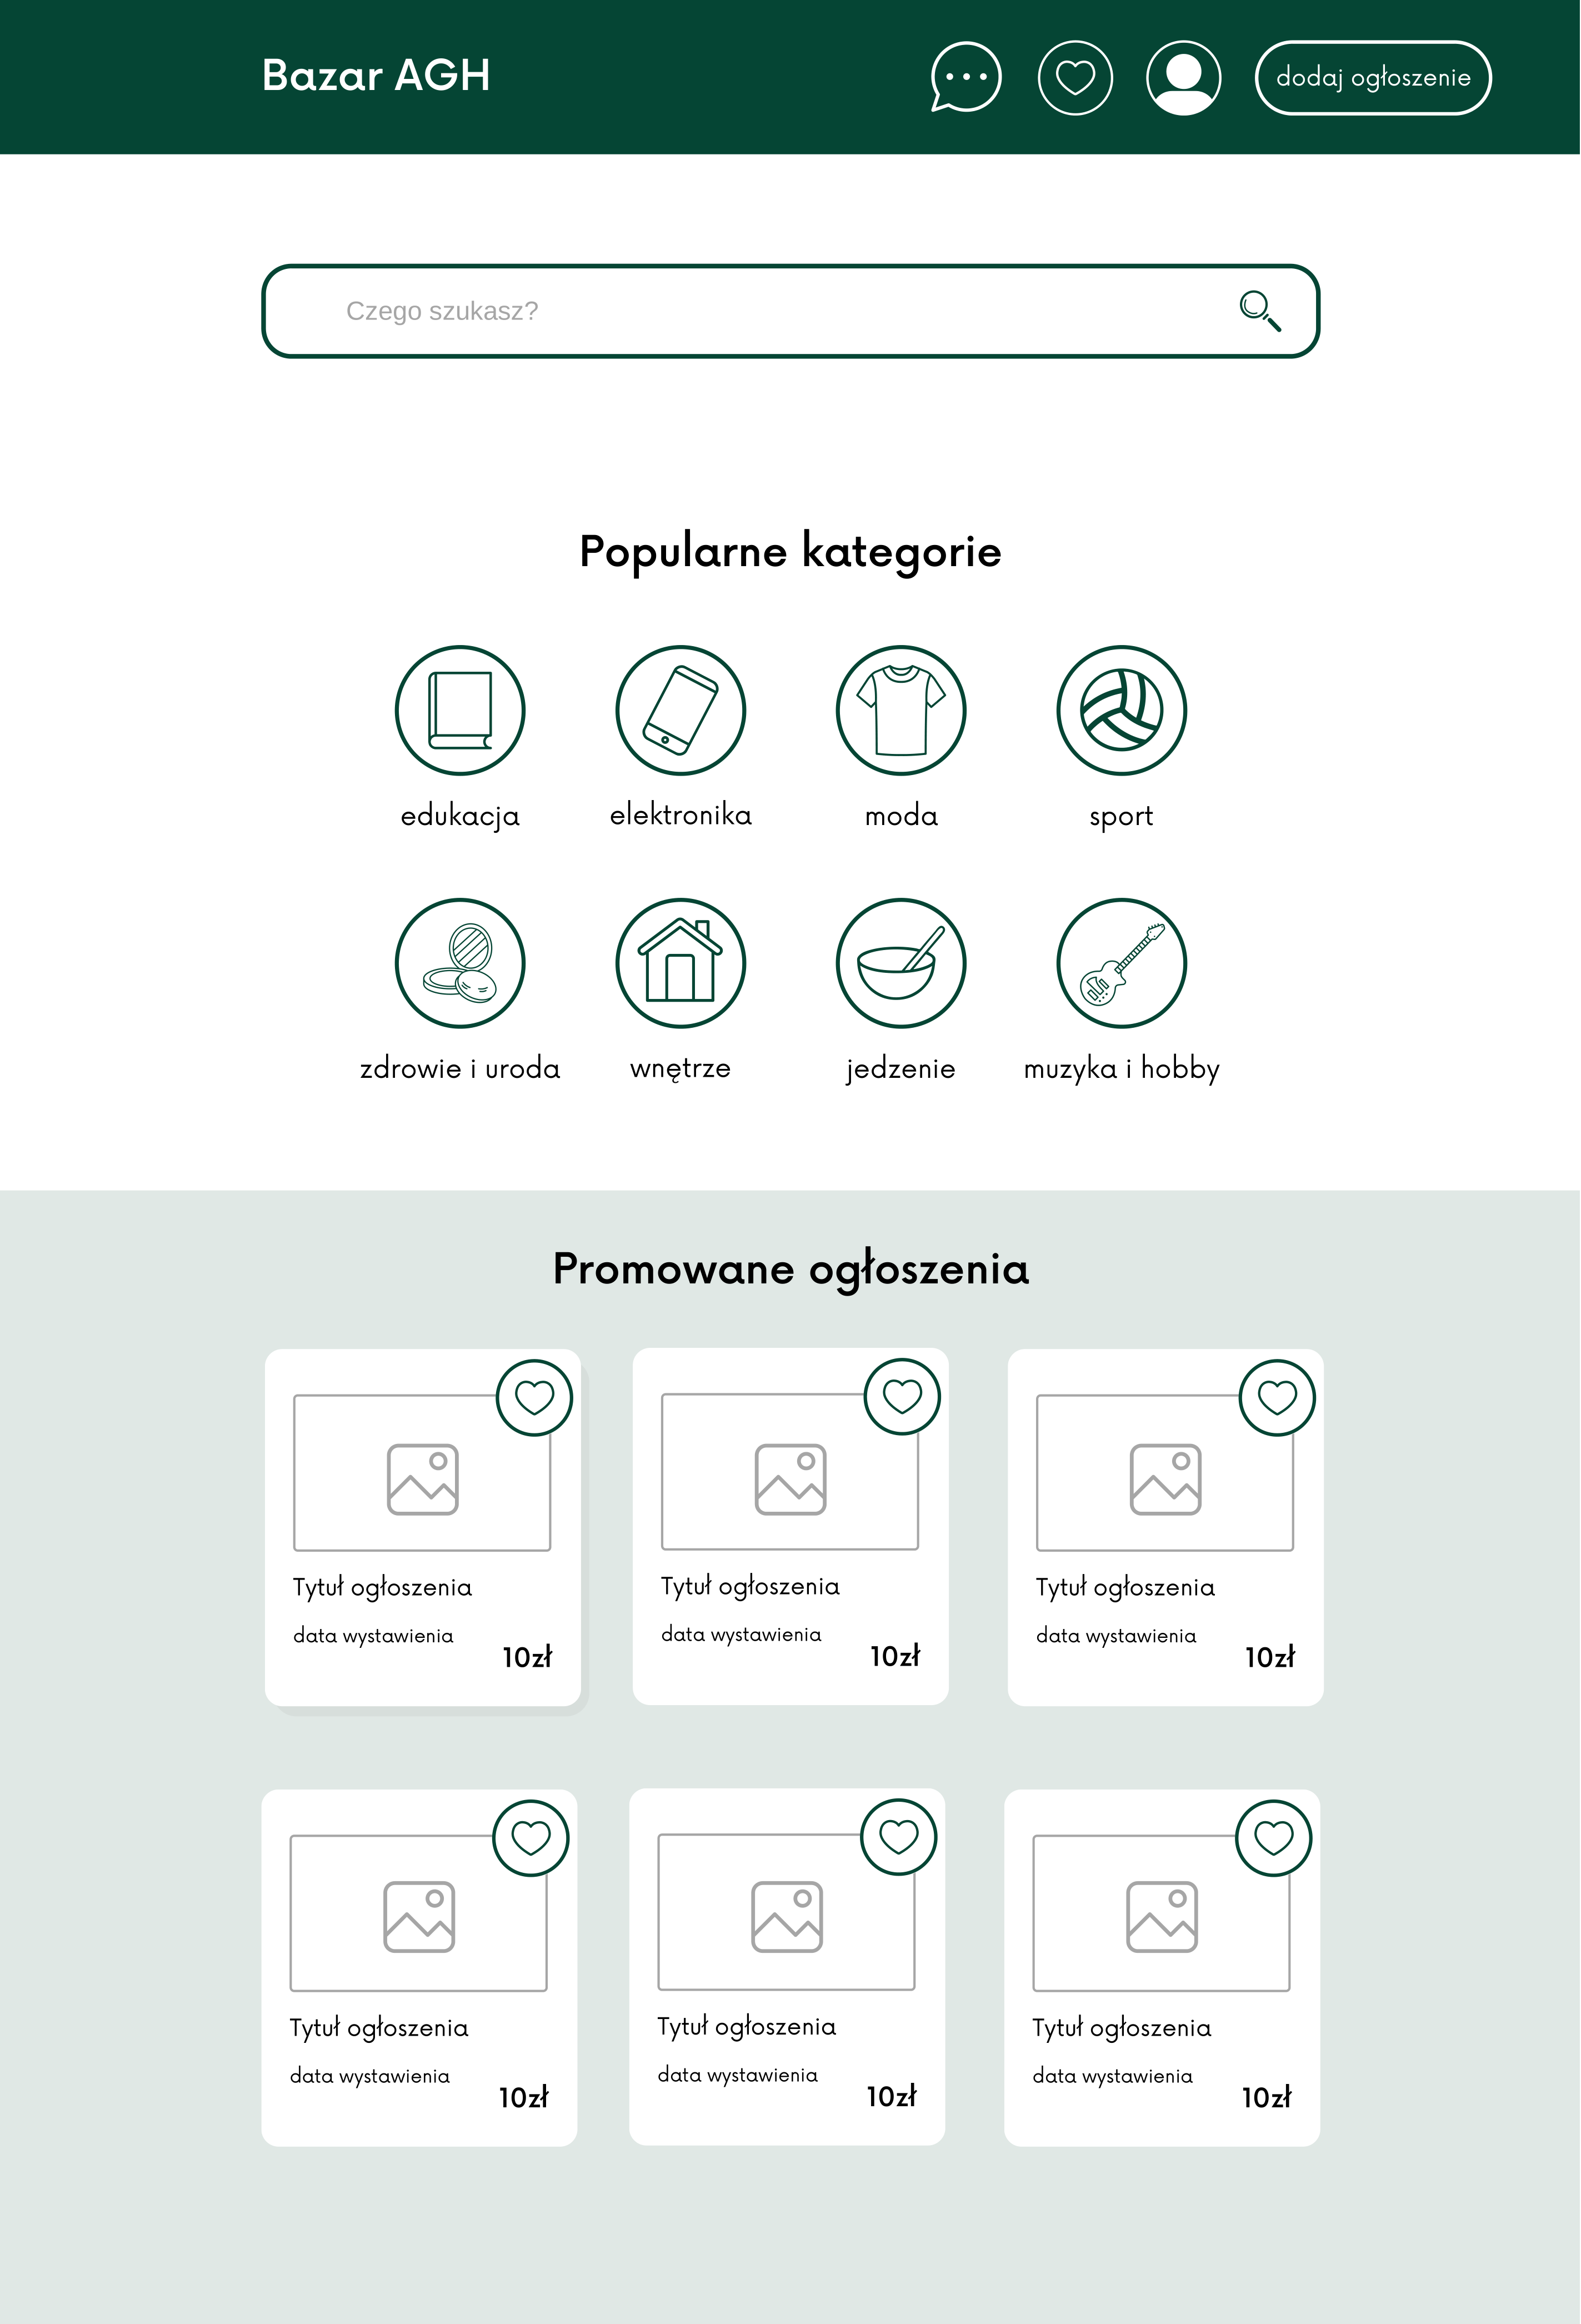 Bazar AGH
dodaj ogłoszenie
Czego szukasz?
Popularne kategorie
edukacja
elektronika
moda
sport
zdrowie i uroda
wnętrze
jedzenie
muzyka i hobby
Promowane ogłoszenia
Tytuł ogłoszenia
data wystawienia
10zł
Tytuł ogłoszenia
data wystawienia
10zł
Tytuł ogłoszenia
data wystawienia
10zł
Tytuł ogłoszenia
data wystawienia
10zł
Tytuł ogłoszenia
data wystawienia
10zł
Tytuł ogłoszenia
data wystawienia
10zł